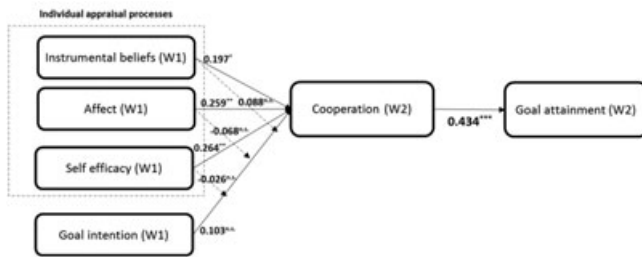 Individual appraisal processes
Instrumental beliefs (W1)
0.197*
Affect (W1)
0.259**
0.088n.s.
Cooperation (W2)
Goal attainment (W2)
0.434***
-0.068n.s.
0.264**
Self efficacy (W1)
-0.026n.s.
Goal intention (W1)
0.103n.s.